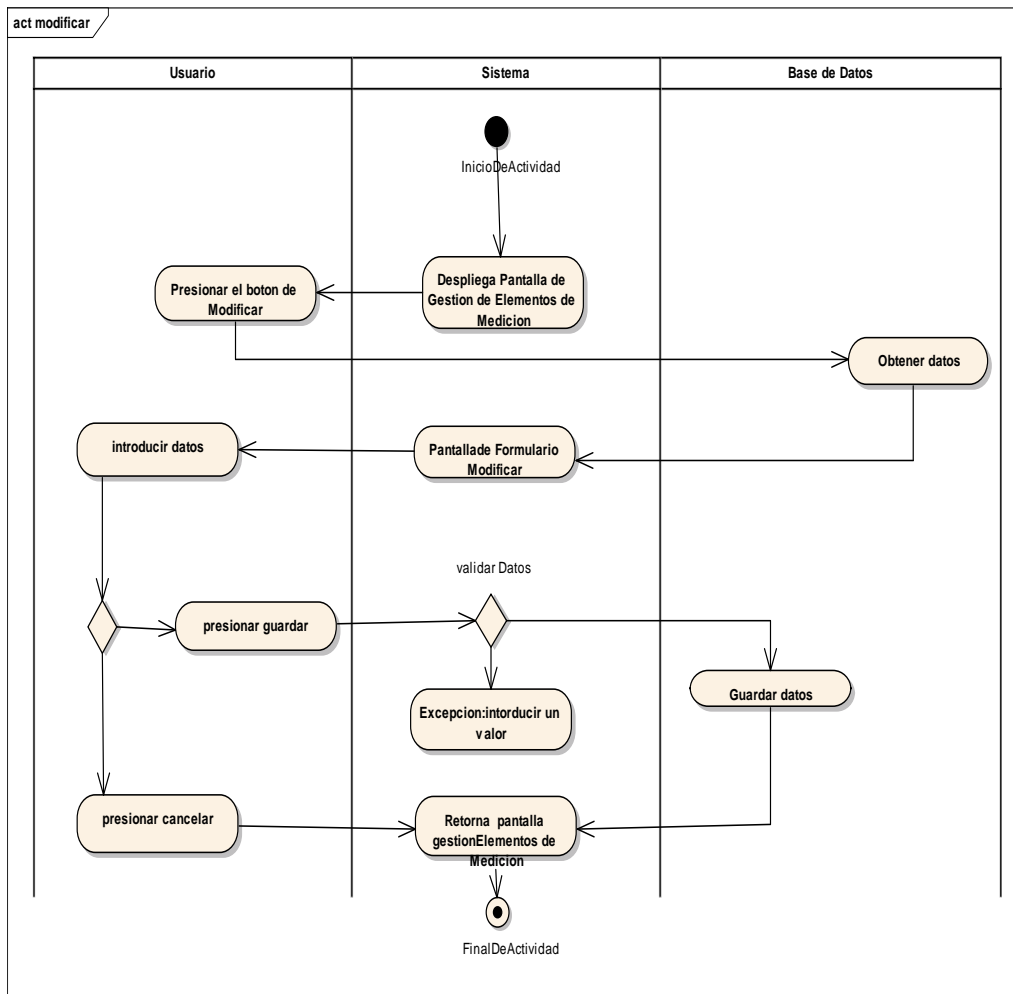 act modificar
Usuario
Sistema
Base de Datos
InicioDeActividad
Presionar el boton de
Modificar
Despliega Pantalla de
Gestion de Elementos de
Medicion
Obtener datos
introducir datos
Pantallade Formulario
Modificar
validar Datos
presionar guardar
Guardar datos
Excepcion:intorducir un
valor
presionar cancelar
Retorna pantalla
gestionElementos de
Medicion
FinalDeActividad